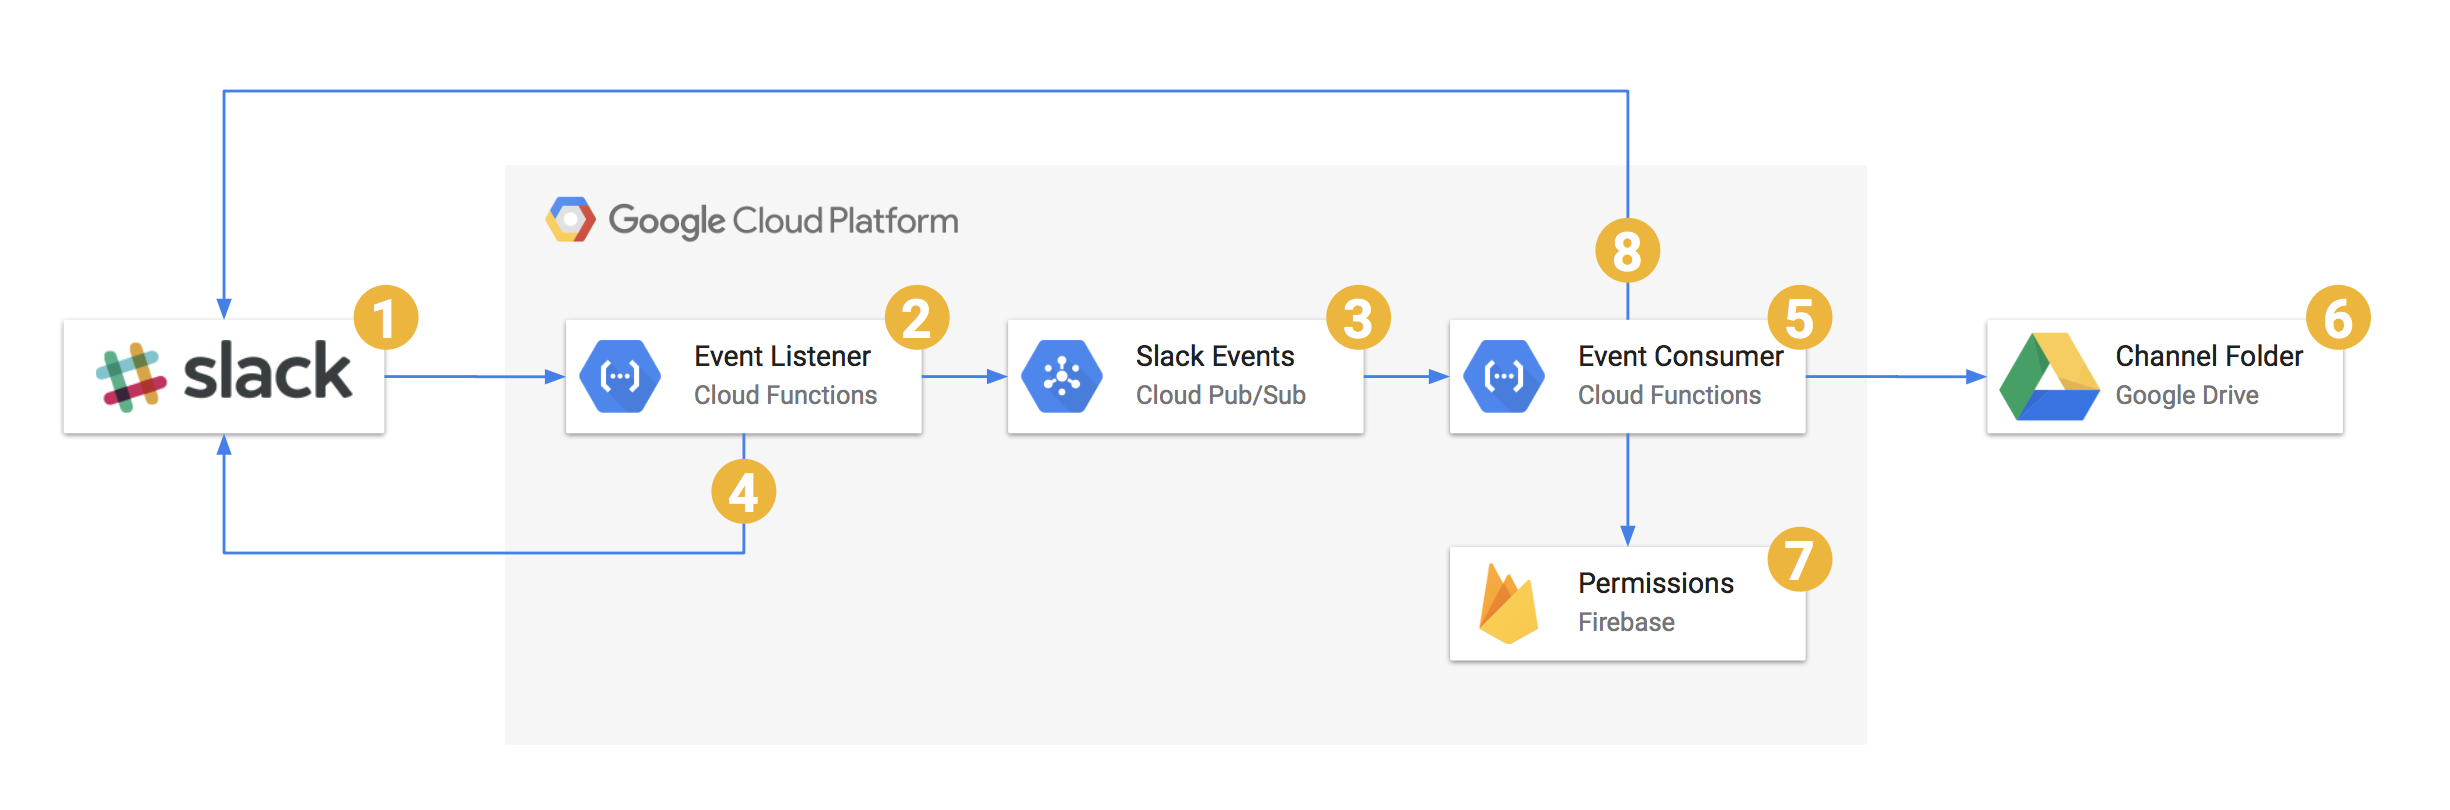 Google Cloud Platform
8
1
2
3
5
6
slack
Event Listener
Cloud Functions
Slack Events
Cloud Pub/Sub
Event Consumer
Cloud Functions
Channel Folder
Google Drive
4
7
Permissions
Firebase